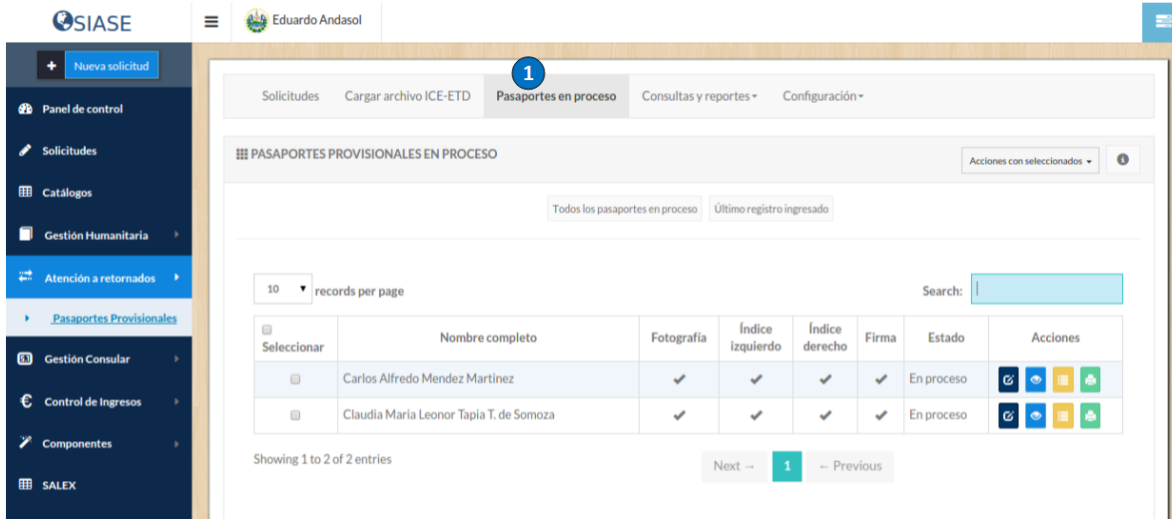 SIASE
Eduardo Andasol
+ Nueva solicitud
Panel de control
Solicitudes
Catálogos
Gestión Humanitaria
Atención a retornados
Pasaportes Provisionales
Gestión Consular
Control de Ingresos
Componentes
SALEX
1
Solicitudes Cargar archivo ICE-ETD Pasaportes en proceso Consultas y reportes Configuración
PASAPORTES PROVISIONALES EN PROCESO
Acciones con seleccionados
Todos los pasaportes en proceso Último registro ingresado
10 records per page Search:
Seleccionar Nombre completo Fotografía Índice izquierdo Índice derecho Firma Estado Acciones
Carlos Alfredo Mendez Martinez ✔ ✔ ✔ ✔ En proceso
Claudia Maria Leonor Tapia T. de Somoza ✔ ✔ ✔ ✔ En proceso
Showing 1 to 2 of 2 entries
Next → 1 ← Previous